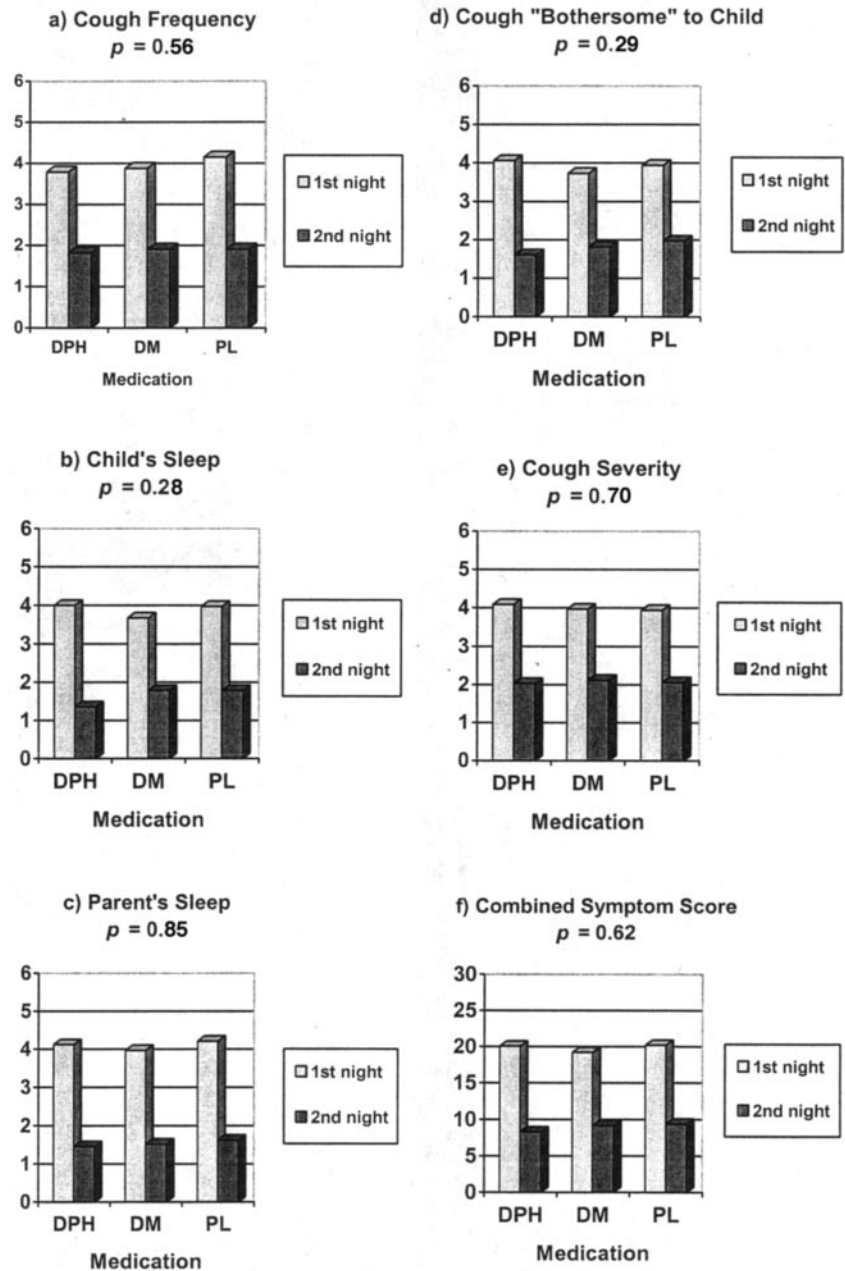 a) Cough Frequency
p = 0.56
6
5
4
3
2
1
0
DPH DM PL
Medication
1st night
2nd night
b) Child's Sleep
p = 0.28
6
5
4
3
2
1
0
DPH DM PL
Medication
1st night
2nd night
c) Parent's Sleep
p = 0.85
6
5
4
3
2
1
0
DPH DM PL
Medication
1st night
2nd night
d) Cough "Bothersome" to Child
p = 0.29
6
5
4
3
2
1
0
DPH DM PL
Medication
1st night
2nd night
e) Cough Severity
p = 0.70
6
5
4
3
2
1
0
DPH DM PL
Medication
1st night
2nd night
f) Combined Symptom Score
p = 0.62
30
25
20
15
10
5
0
DPH DM PL
Medication
1st night
2nd night